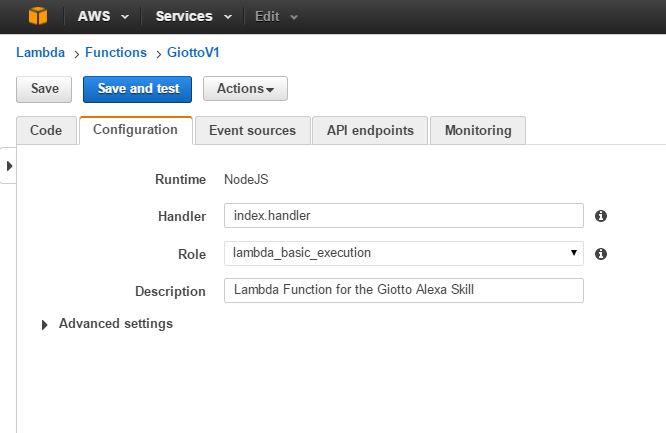 AWS Services Edit
Lambda Functions GiottoV1
Save Save and test Actions
Code Configuration Event sources API endpoints Monitoring
Runtime NodeJS
Handler index.handler
Role lambda_basic_execution
Description Lambda Function for the Giotto Alexa Skill
Advanced settings